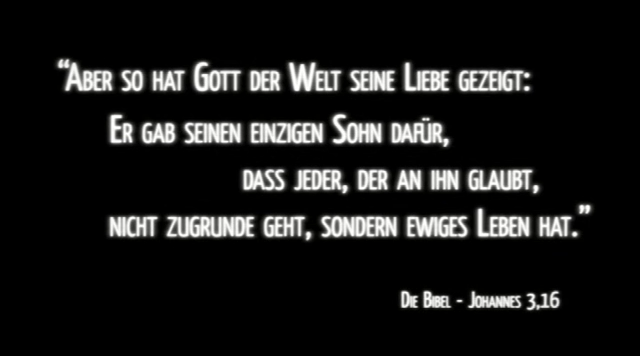 “Aber so hat Gott der Welt seine Liebe gezeigt:
Er gab seinen einzigen Sohn dafür,
dass jeder, der an ihn glaubt,
nicht zugrunde geht, sondern ewiges Leben hat.”
Die Bibel - Johannes 3,16